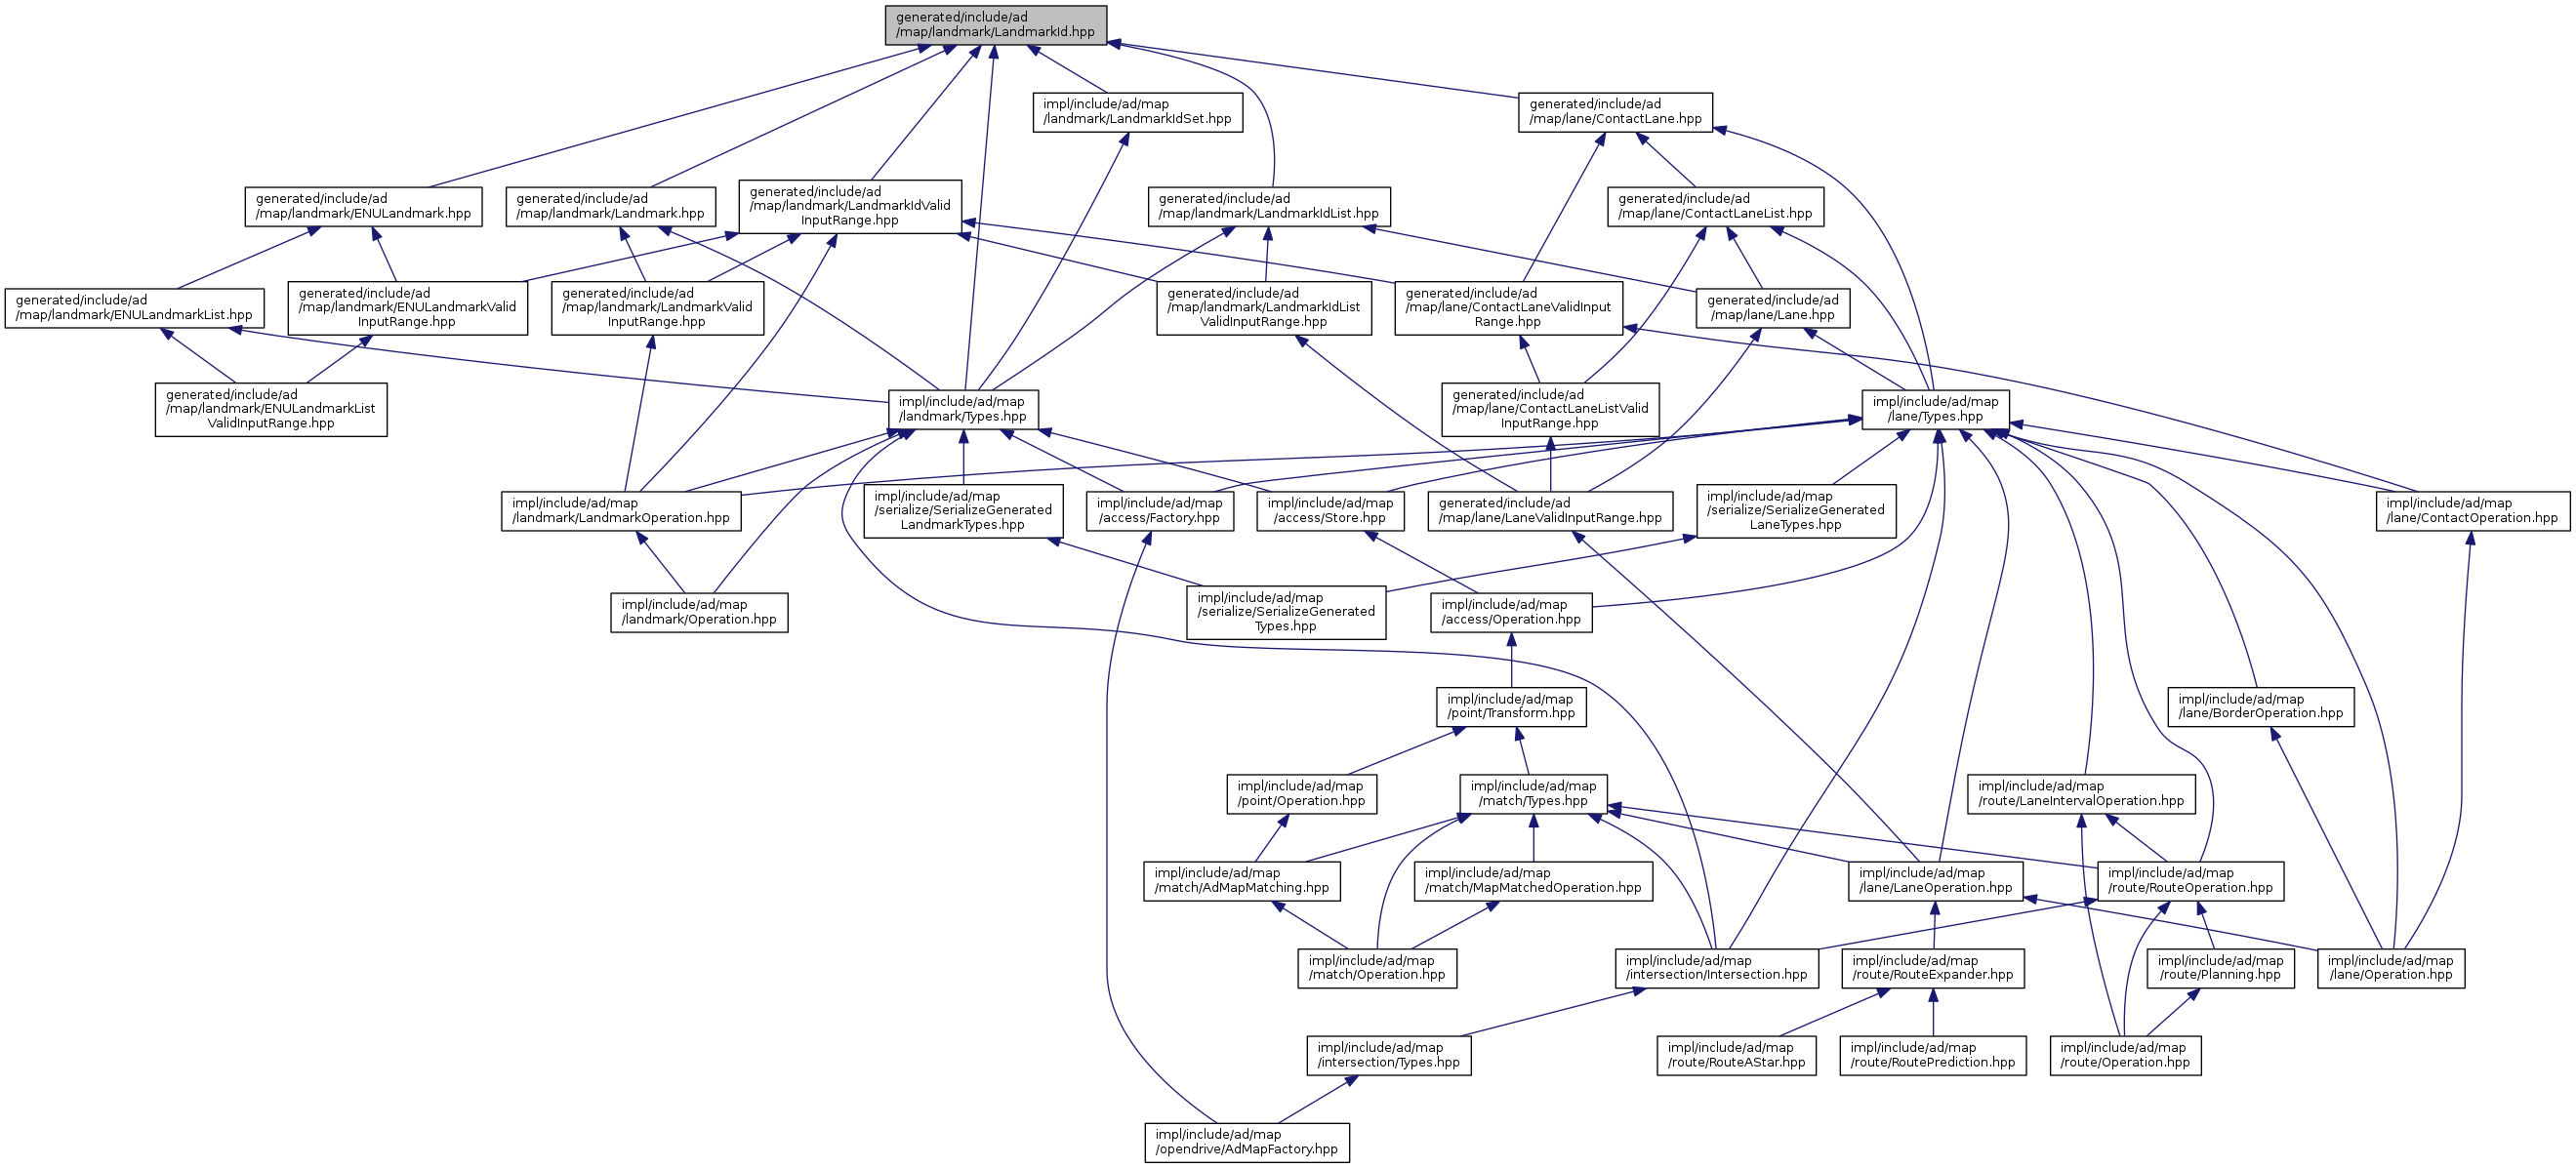 generated/include/ad
/map/landmark/LandmarkId.hpp
impl/include/ad/map
/landmark/LandmarkIdSet.hpp
generated/include/ad
/map/lane/ContactLane.hpp
generated/include/ad
/map/landmark/ENULandmark.hpp
generated/include/ad
/map/landmark/Landmark.hpp
generated/include/ad
/map/landmark/LandmarkIdValid
InputRange.hpp
generated/include/ad
/map/landmark/LandmarkIdList.hpp
generated/include/ad
/map/lane/ContactLaneList.hpp
generated/include/ad
/map/landmark/ENULandmarkList.hpp
generated/include/ad
/map/landmark/ENULandmarkValid
InputRange.hpp
generated/include/ad
/map/landmark/LandmarkValid
InputRange.hpp
generated/include/ad
/map/landmark/LandmarkIdList
ValidInputRange.hpp
generated/include/ad
/map/lane/ContactLaneValidInput
Range.hpp
generated/include/ad
/map/lane/Lane.hpp
generated/include/ad
/map/landmark/ENULandmarkList
ValidInputRange.hpp
impl/include/ad/map
/landmark/Types.hpp
generated/include/ad
/map/lane/ContactLaneListValid
InputRange.hpp
impl/include/ad/map
/lane/Types.hpp
impl/include/ad/map
/landmark/LandmarkOperation.hpp
impl/include/ad/map
/serialize/SerializeGenerated
LandmarkTypes.hpp
impl/include/ad/map
/access/Factory.hpp
impl/include/ad/map
/access/Store.hpp
generated/include/ad
/map/lane/LaneValidInputRange.hpp
impl/include/ad/map
/serialize/SerializeGenerated
LaneTypes.hpp
impl/include/ad/map
/lane/ContactOperation.hpp
impl/include/ad/map
/landmark/Operation.hpp
impl/include/ad/map
/serialize/SerializeGenerated
Types.hpp
impl/include/ad/map
/access/Operation.hpp
impl/include/ad/map
/point/Transform.hpp
impl/include/ad/map
/lane/BorderOperation.hpp
impl/include/ad/map
/point/Operation.hpp
impl/include/ad/map
/match/Types.hpp
impl/include/ad/map
/route/LaneIntervalOperation.hpp
impl/include/ad/map
/match/AdMapMatching.hpp
impl/include/ad/map
/match/MapMatchedOperation.hpp
impl/include/ad/map
/lane/LaneOperation.hpp
impl/include/ad/map
/route/RouteOperation.hpp
impl/include/ad/map
/match/Operation.hpp
impl/include/ad/map
/intersection/Intersection.hpp
impl/include/ad/map
/route/RouteExpander.hpp
impl/include/ad/map
/route/Planning.hpp
impl/include/ad/map
/lane/Operation.hpp
impl/include/ad/map
/intersection/Types.hpp
impl/include/ad/map
/route/RouteAStar.hpp
impl/include/ad/map
/route/RoutePrediction.hpp
impl/include/ad/map
/route/Operation.hpp
impl/include/ad/map
/opendrive/AdMapFactory.hpp